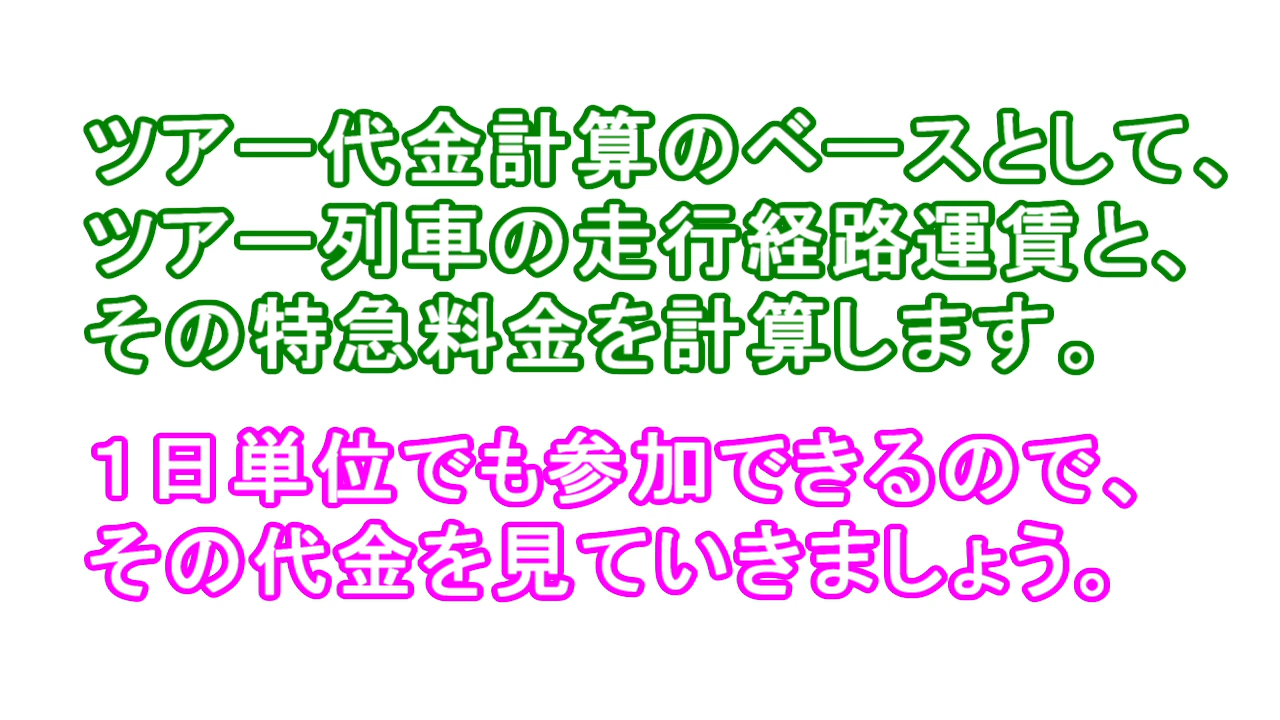 ツアー代金計算のベースとして、
ツアー列車の走行経路運賃と、
その特急料金を計算します。
１日単位でも参加できるので、
その代金を見ていきましょう。